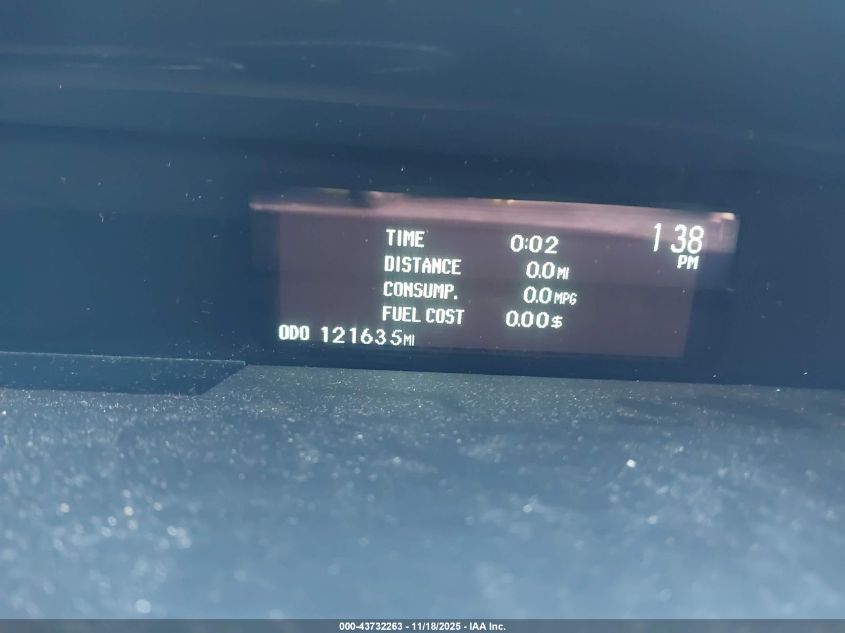 TIME 0:02 1 38
DISTANCE 0.0 MI PM
CONSUMP. 0.0 MPG
FUEL COST 0.00 $
ODO 121635 MI
000-43732263 - 11/18/2025 - IAA Inc.